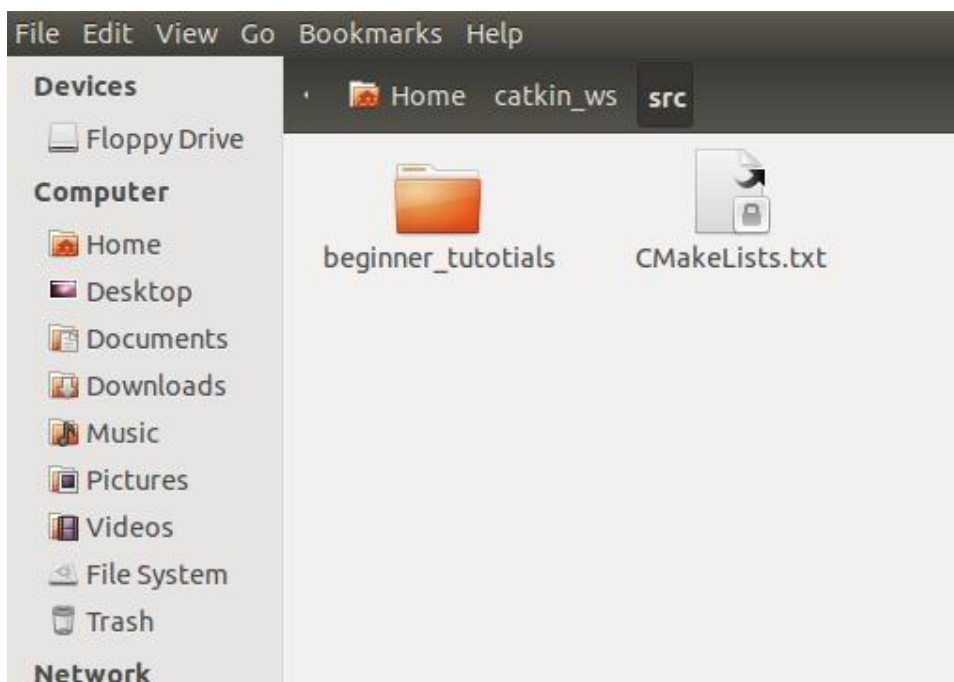 File Edit View Go Bookmarks Help
Devices
Floppy Drive
Computer
Home
Desktop
Documents
Downloads
Music
Pictures
Videos
File System
Trash
Network
Home catkin_ws src
beginner_tutotials
CMakeLists.txt